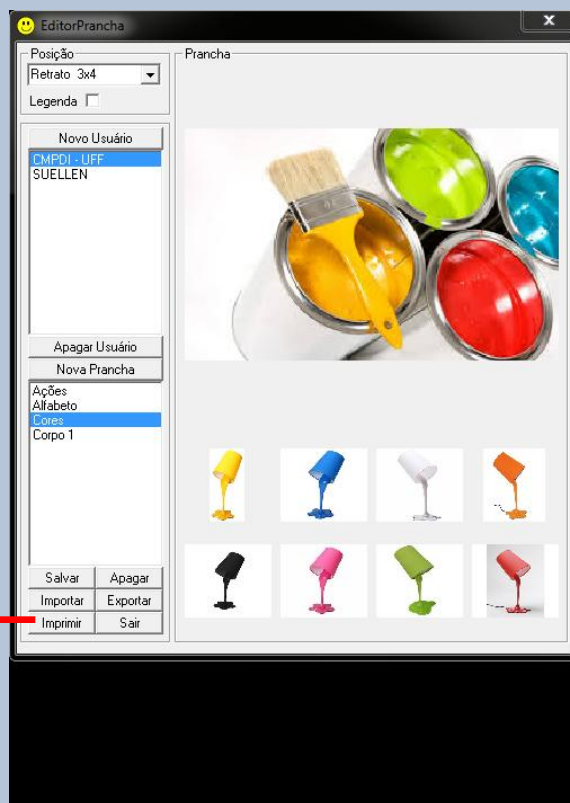 EditorPrancha
x
Posição
Retrato 3x4
Legenda
Novo Usuário
CMPDI - UFF
SUELLEN
Apagar Usuário
Nova Prancha
Ações
Alfabeto
Cores
Corpo 1
Salvar Apagar
Importar Exportar
Imprimir Sair
Prancha